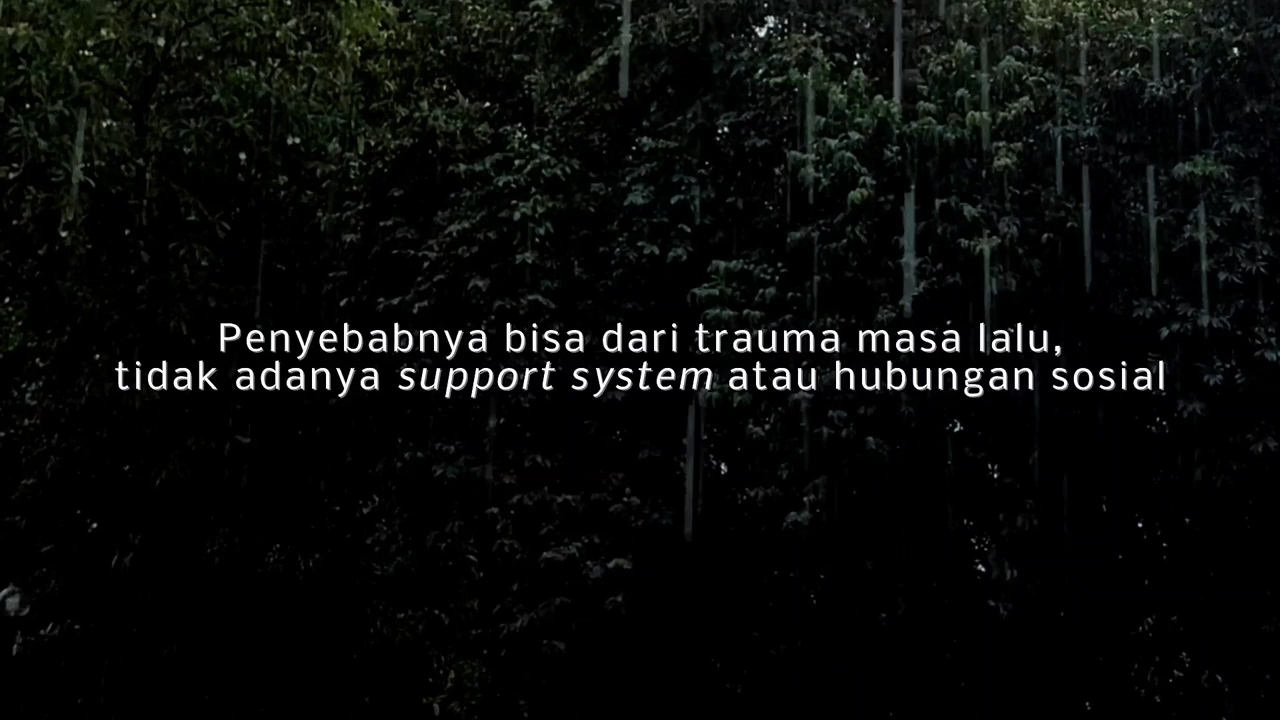 Penyebabnya bisa dari trauma masa lalu,
tidak adanya support system atau hubungan sosial